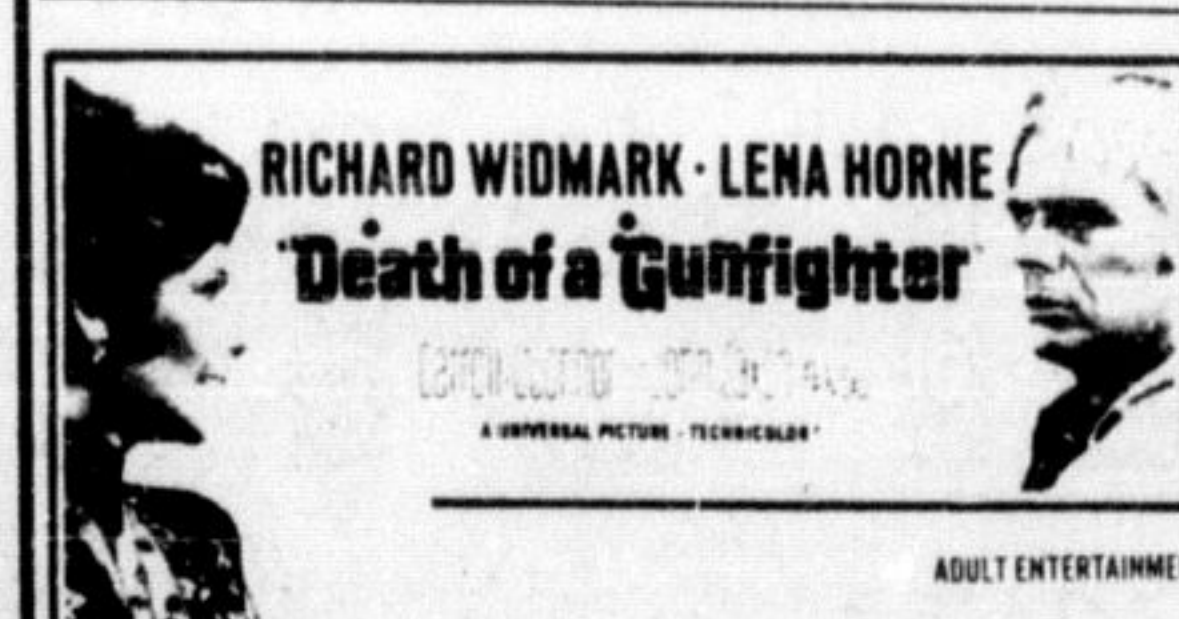 RICHARD WIDMARK · LENA HORNE
"Death of a Gunfighter"
A UNIVERSAL PICTURE · TECHNICOLOR®
ADULT ENTERTAINME